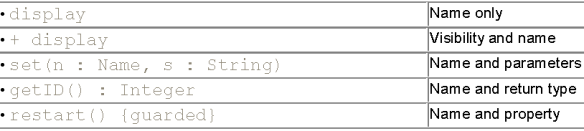 • display Name only
• + display Visibility and name
• set(n : Name, s : String) Name and parameters
• getID() : Integer Name and return type
• restart() {guarded} Name and property